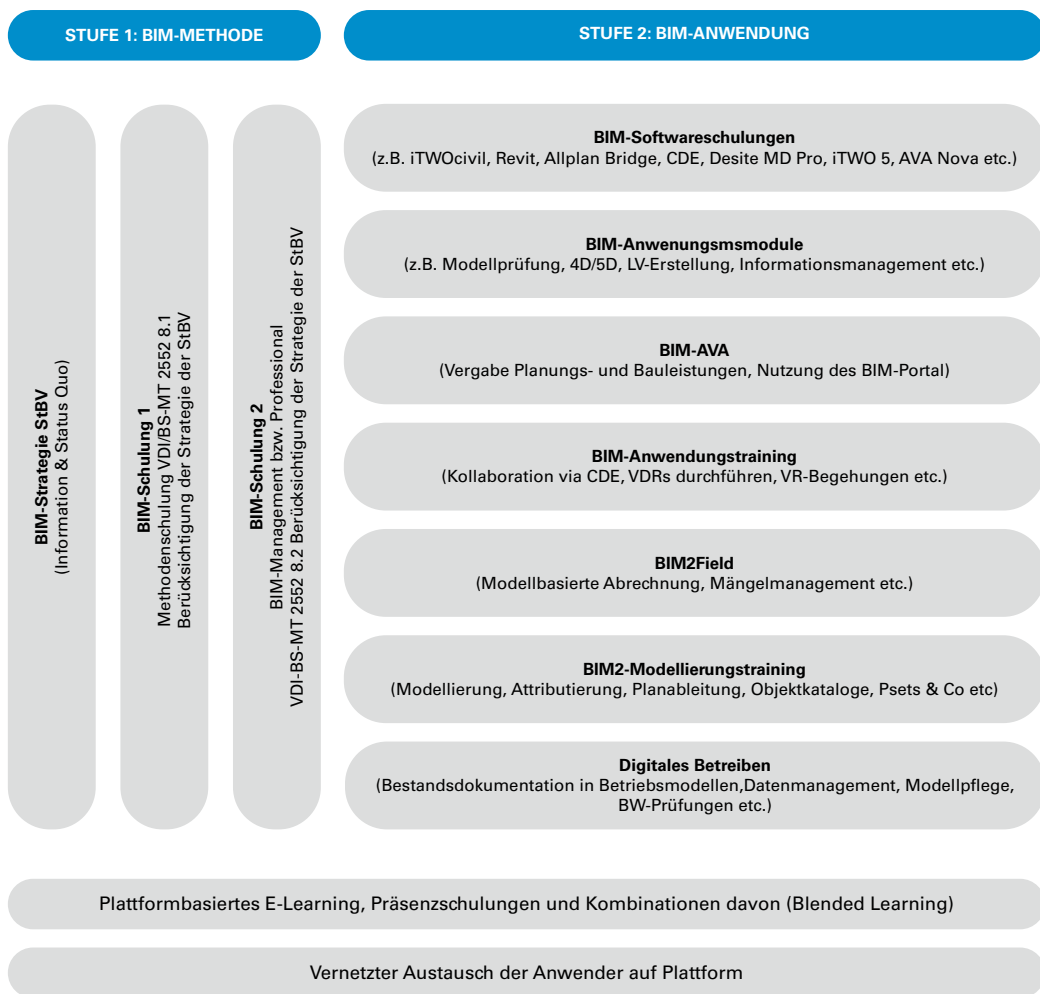 STUFE 1: BIM-METHODE
STUFE 2: BIM-ANWENDUNG
BIM-Strategie StBV
(Information & Status Quo)
BIM-Schulung 1
Methodenschulung VDI/BS-MT 2552 8.1
Berücksichtigung der Strategie der StBV
BIM-Schulung 2
BIM-Management bzw. Professional
VDI-BS-MT 2552 8.2 Berücksichtigung der Strategie der StBV
BIM-Softwareschulungen
(z.B. iTWOcivil, Revit, Allplan Bridge, CDE, Desite MD Pro, iTWO 5, AVA Nova etc.)
BIM-Anwenungsmsmodule
(z.B. Modellprüfung, 4D/5D, LV-Erstellung, Informationsmanagement etc.)
BIM-AVA
(Vergabe Planungs- und Bauleistungen, Nutzung des BIM-Portal)
BIM-Anwendungstraining
(Kollaboration via CDE, VDRs durchführen, VR-Begehungen etc.)
BIM2Field
(Modellbasierte Abrechnung, Mängelmanagement etc.)
BIM2-Modellierungstraining
(Modellierung, Attributierung, Planableitung, Objektkataloge, Psets & Co etc)
Digitales Betreiben
(Bestandsdokumentation in Betriebsmodellen,Datenmanagement, Modellpflege,
BW-Prüfungen etc.)
Plattformbasiertes E-Learning, Präsenzschulungen und Kombinationen davon (Blended Learning)
Vernetzter Austausch der Anwender auf Plattform